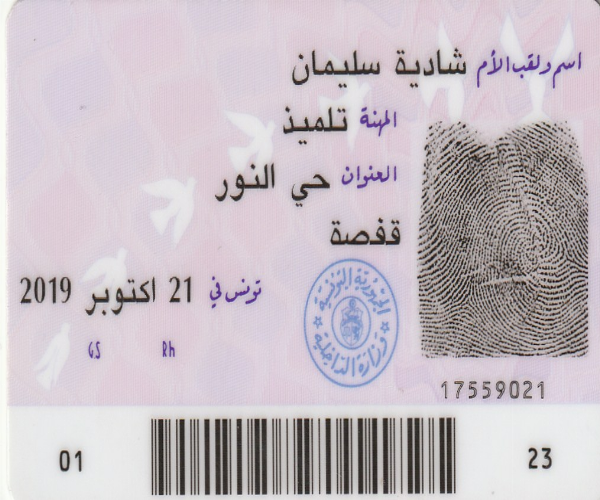 اسم ولقب الأم شادية سليمان
المهنة تلميذ
العنوان حي النور
قفصة
تونس في 21 اكتوبر 2019
GS Rh
الجمهورية التونسية
وزارة الداخلية
17559021
01 23